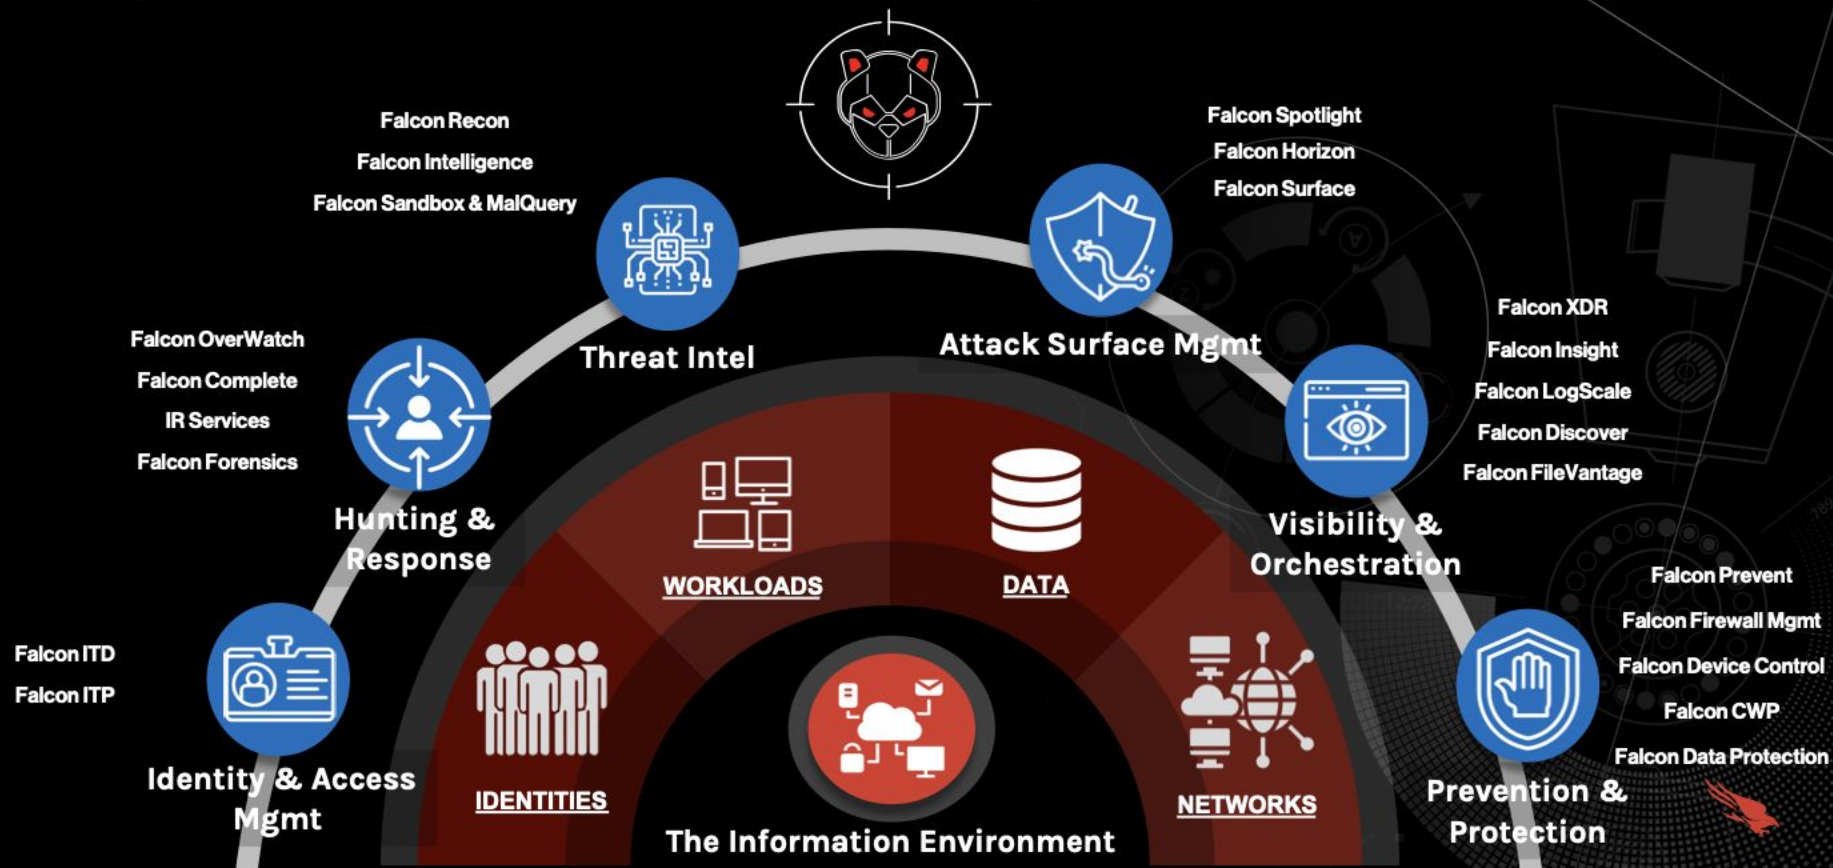 Falcon Recon
Falcon Intelligence
Falcon Sandbox & MalQuery
Threat Intel
Falcon Spotlight
Falcon Horizon
Falcon Surface
Attack Surface Mgmt
Falcon OverWatch
Falcon Complete
IR Services
Falcon Forensics
Hunting &
Response
Falcon XDR
Falcon Insight
Falcon LogScale
Falcon Discover
Falcon FileVantage
Visibility &
Orchestration
Falcon ITD
Falcon ITP
Identity & Access
Mgmt
Falcon Prevent
Falcon Firewall Mgmt
Falcon Device Control
Falcon CWP
Falcon Data Protection
Prevention &
Protection
WORKLOADS
DATA
IDENTITIES
NETWORKS
The Information Environment